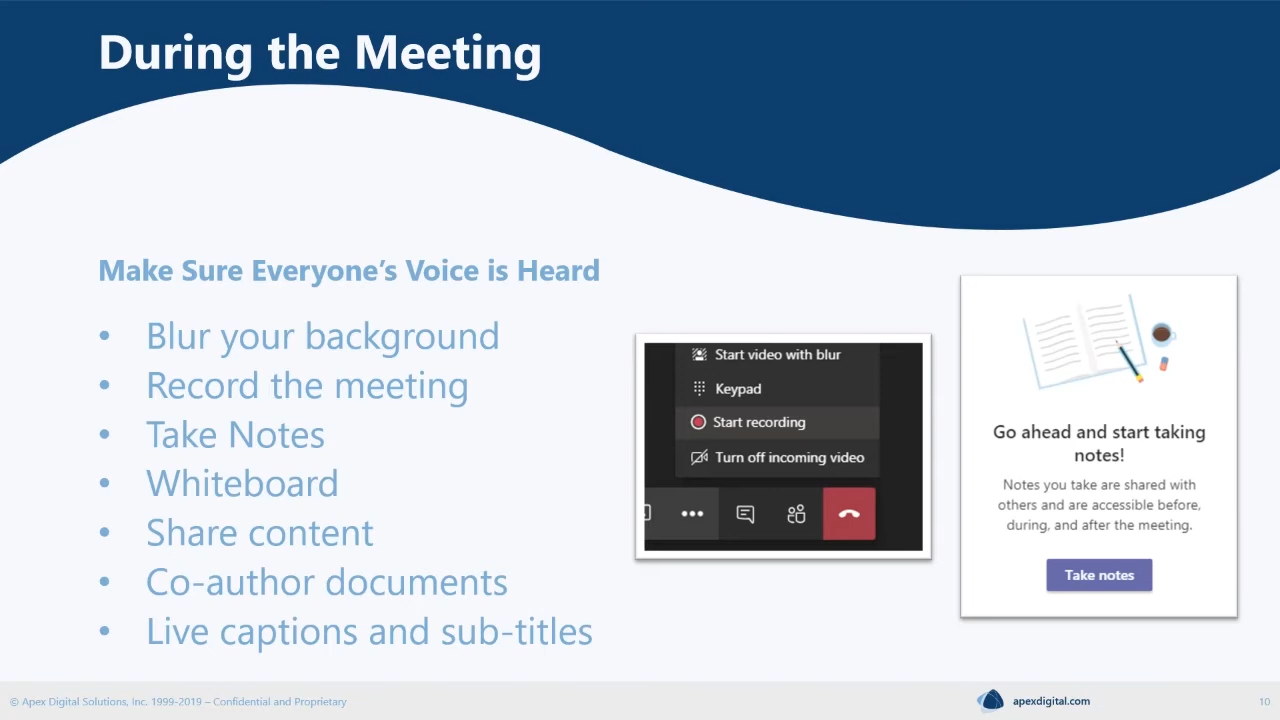 During the Meeting
Make Sure Everyone's Voice is Heard
• Blur your background
• Record the meeting
• Take Notes
• Whiteboard
• Share content
• Co-author documents
• Live captions and sub-titles
Start video with blur
Keypad
Start recording
Turn off incoming video
Go ahead and start taking
notes!
Notes you take are shared with
others and are accessible before,
during, and after the meeting.
Take notes
© Apex Digital Solutions, Inc. 1999-2019 – Confidential and Proprietary
apexdigital.com
10